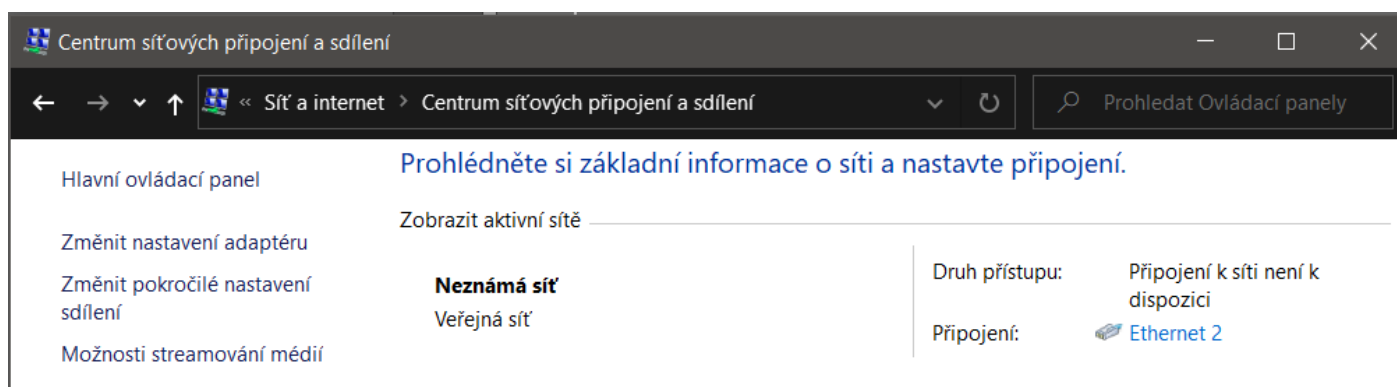 Centrum síťových připojení a sdílení
« Síť a internet > Centrum síťových připojení a sdílení
Prohledat Ovládací panely
Hlavní ovládací panel
Změnit nastavení adaptéru
Změnit pokročilé nastavení
sdílení
Možnosti streamování médií
Prohlédněte si základní informace o síti a nastavte připojení.
Zobrazit aktivní sítě
Neznámá síť
Veřejná síť
Druh přístupu: Připojení k síti není k
dispozici
Připojení: Ethernet 2